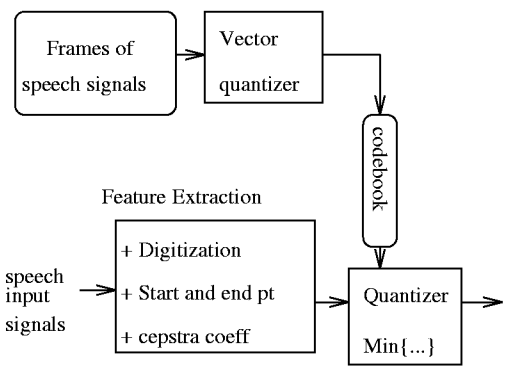 Frames of
speech signals
Vector
quantizer
codebook
Feature Extraction
+ Digitization
+ Start and end pt
+ cepstra coeff
speech
input
signals
Quantizer
Min{...}